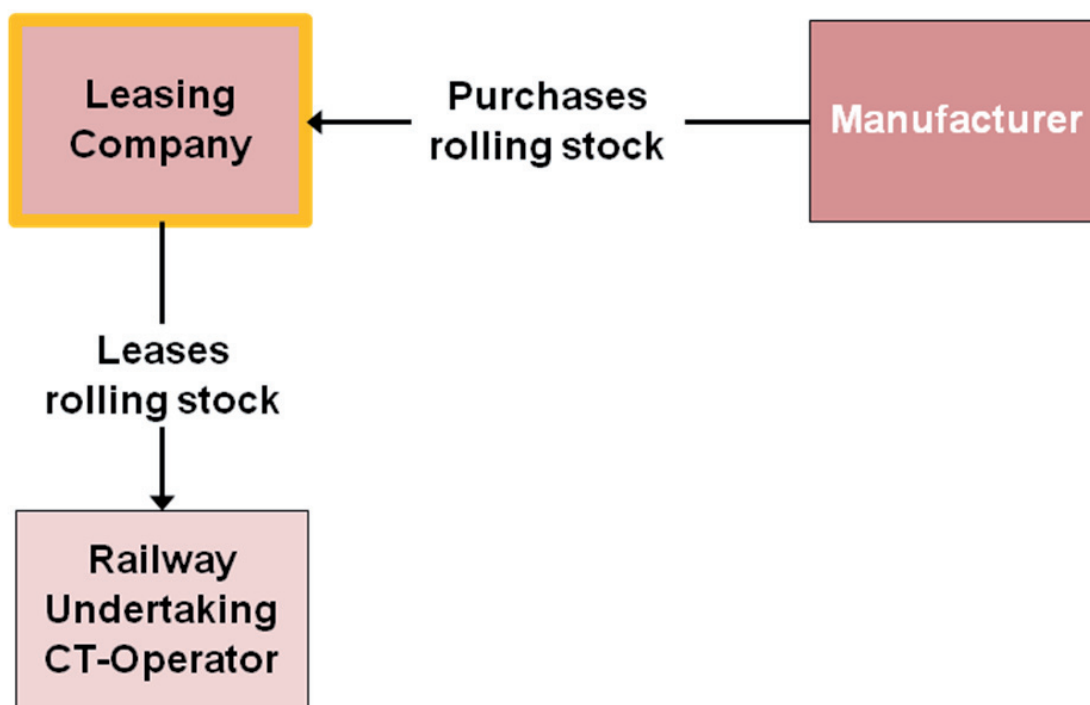 Leasing
Company
Purchases
rolling stock
Manufacturer
Leases
rolling stock
Railway
Undertaking
CT-Operator